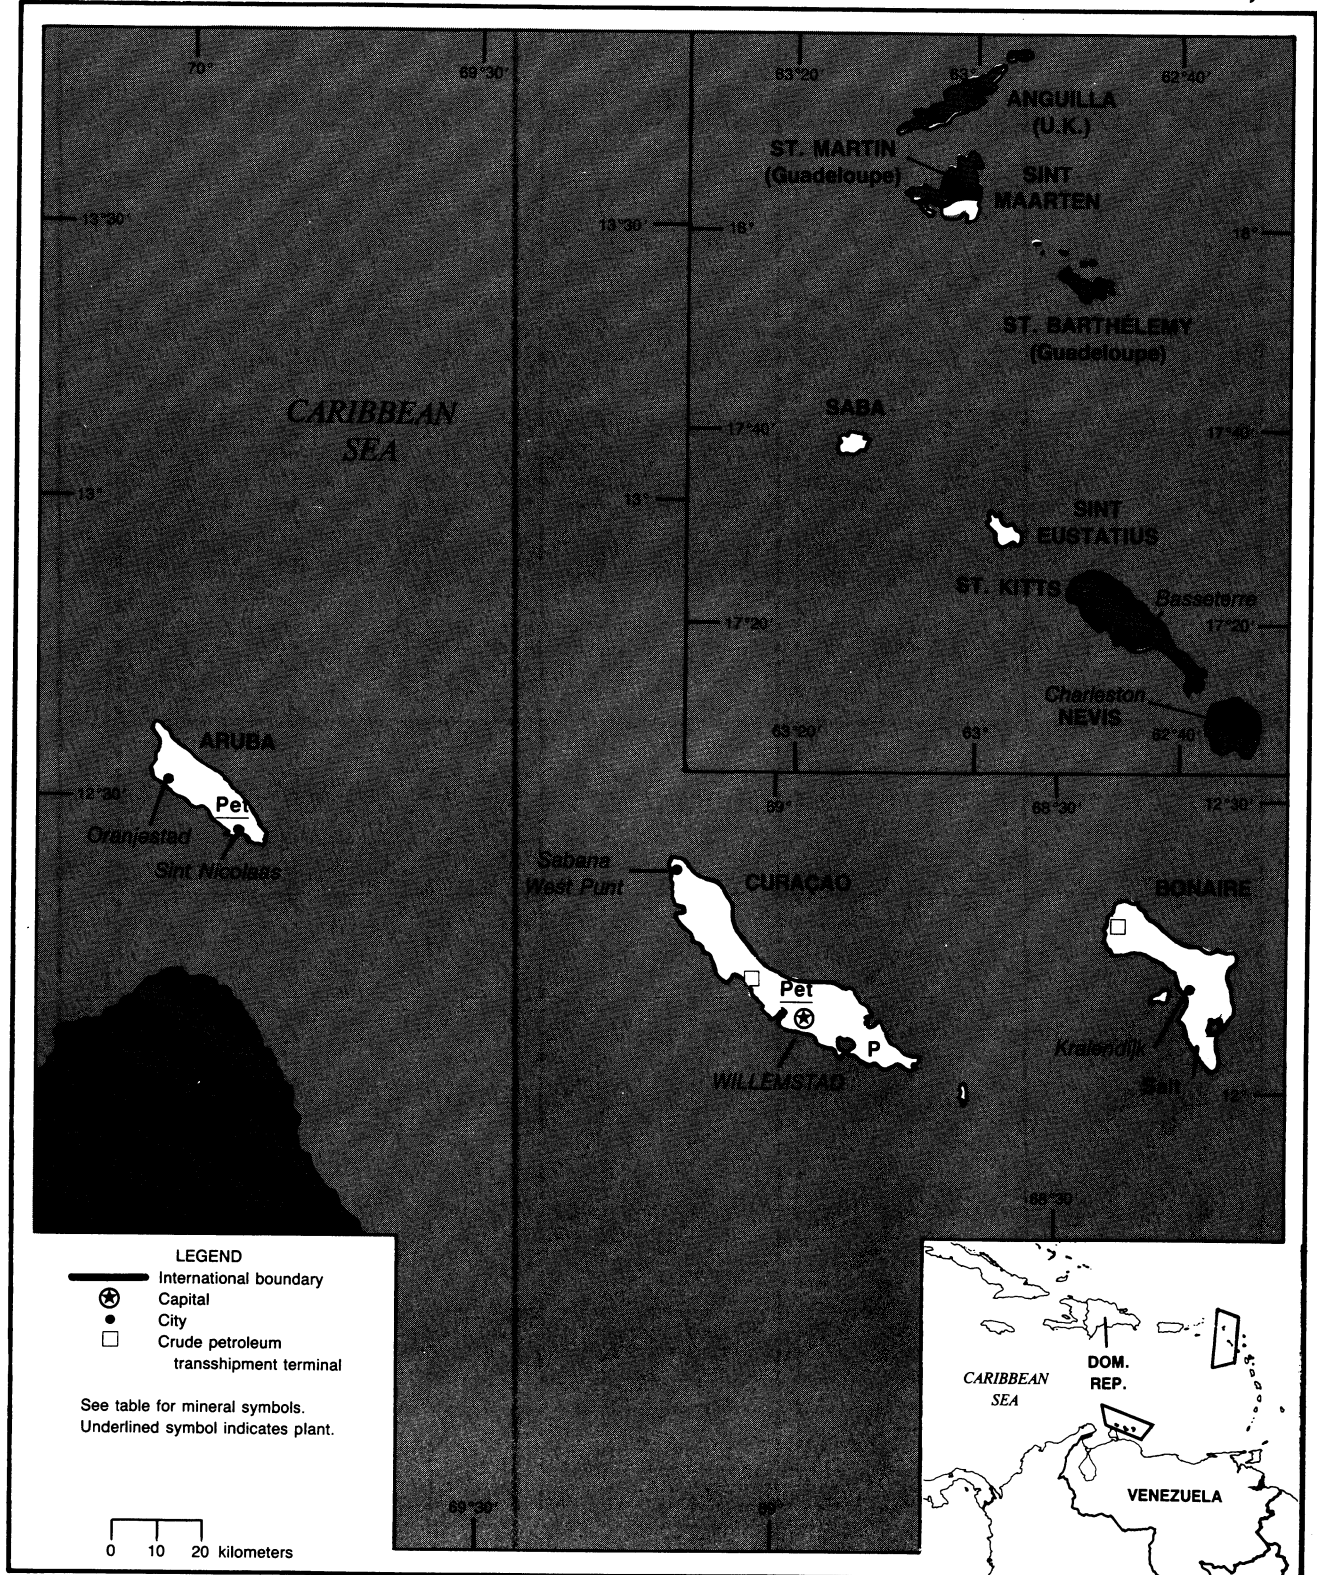 70°
69°30'
63°20'
63°
62°40'
ANGUILLA
(U.K.)
ST. MARTIN
(Guadeloupe)
SINT
MAARTEN
13°30'
13°30'
18°
18°
ST. BARTHÉLEMY
(Guadeloupe)
CARIBBEAN
SEA
SABA
17°40'
17°40'
13°
13°
SINT
EUSTATIUS
ST. KITTS
Basseterre
17°20'
17°20'
Charleston
NEVIS
63°20'
63°
62°40'
ARUBA
12°30'
Pet
Oranjestad
Sint Nicolaas
69°
68°30'
12°30'
Sabana
West Punt
CURAÇAO
BONAIRE
Pet
P
WILLEMSTAD
Kralendijk
Salt
12°
68°30'
LEGEND
International boundary
Capital
City
Crude petroleum
transshipment terminal
See table for mineral symbols.
Underlined symbol indicates plant.
0 10 20 kilometers
69°30'
69°
DOM.
REP.
CARIBBEAN
SEA
VENEZUELA